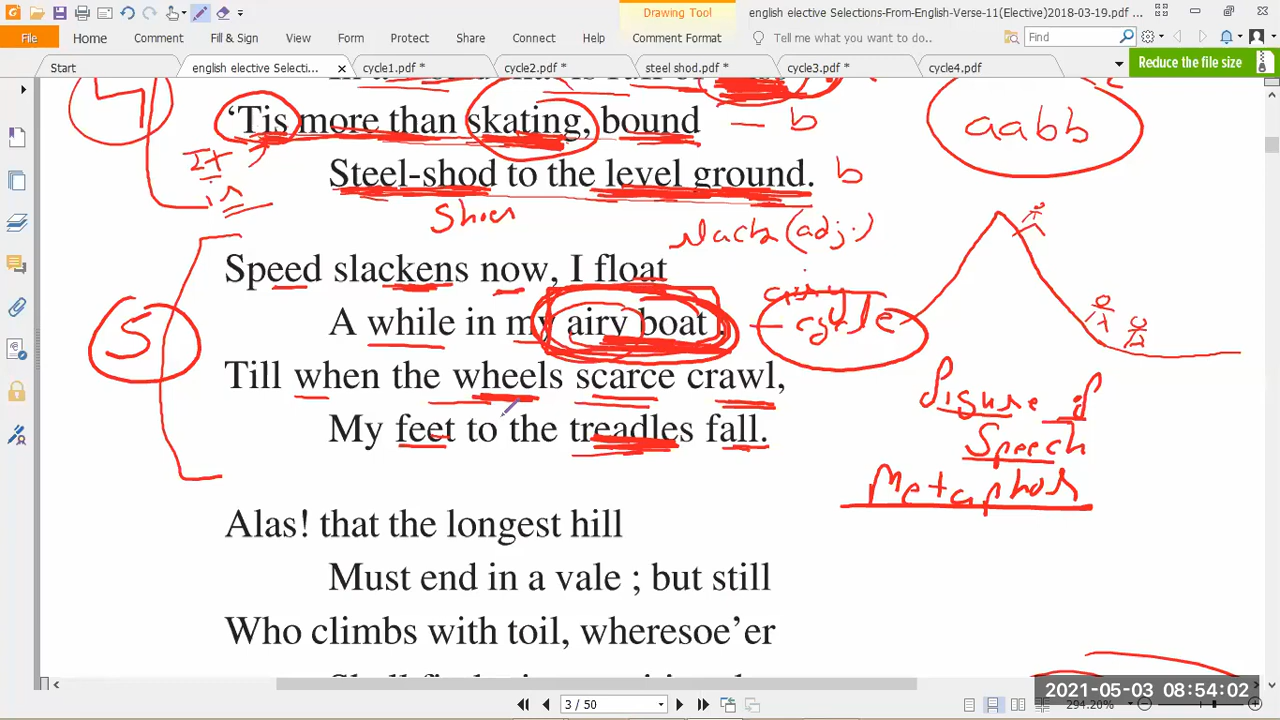 Drawing Tool
english elective Selections-From-English-Verse-11(Elective)2018-03-19.pdf ...
File Home Comment Fill & Sign Form Protect Share Connect Help Comment Format Tell me what you want to do.. Find
Start
english elective Selecti...
cycle1.pdf *
cycle2.pdf *
steel shod.pdf *
cycle3.pdf *
cycle4.pdf
Reduce the file size
4
'Tis more than skating, bound — b
aabb
It is
Steel-shod to the level ground. b
Shoes
(adj.)
Speed slackens now, I float
A while in my airy boat
5
cycle
Till when the wheels scarce crawl,
My feet to the treadles fall.
Figure of
Speech
Metaphor
Alas! that the longest hill
Must end in a vale ; but still
Who climbs with toil, wheresoe'er
3 / 50
294.20%
2021-05-03 08:54:02